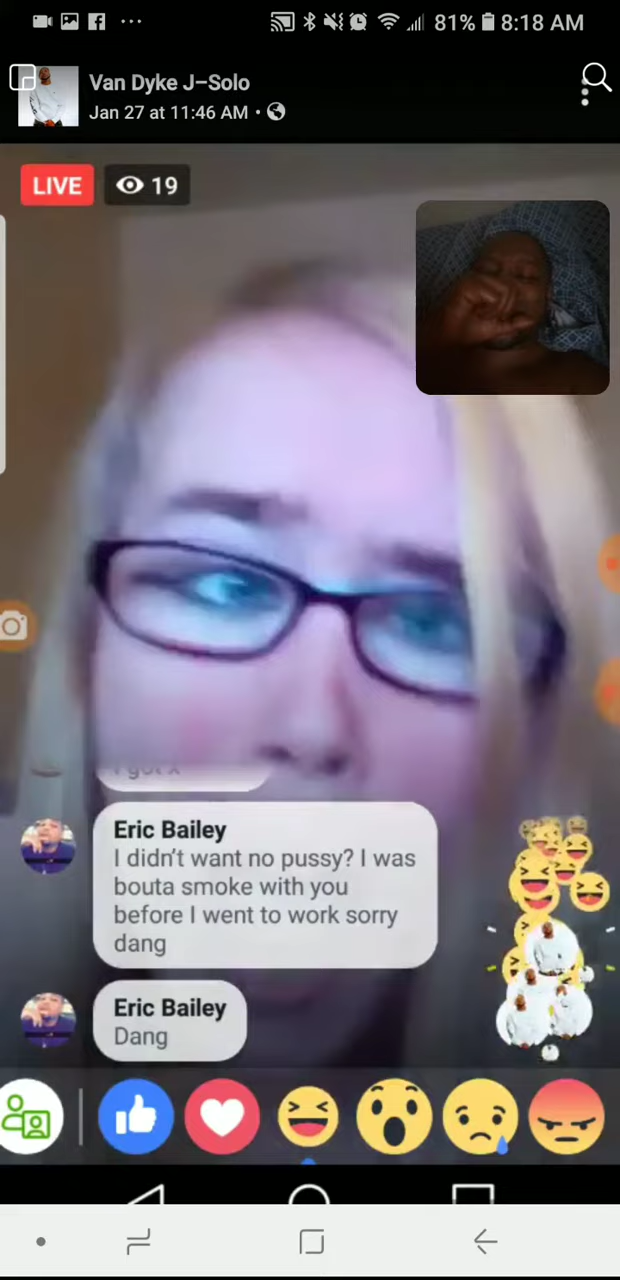 81% 8:18 AM
Van Dyke J-Solo
Jan 27 at 11:46 AM •
LIVE 19
I got x
Eric Bailey
I didn't want no pussy? I was
bouta smoke with you
before I went to work sorry
dang
Eric Bailey
Dang